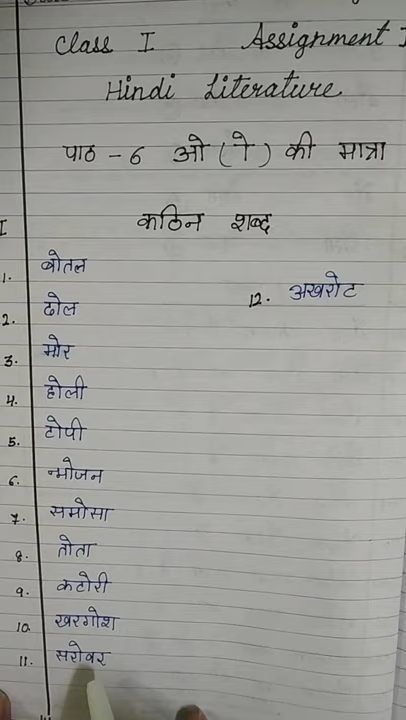 Class I Assignment
Hindi Literature
पाठ - 6 ओ ( ो ) की मात्रा
I कठिन शब्द
1. बोतल
2. ढोल
3. मोर
4. होली
5. टोपी
6. भोजन
7. समोसा
8. तोता
9. कटोरी
10. खरगोश
11. सरोवर
12. अखरोट